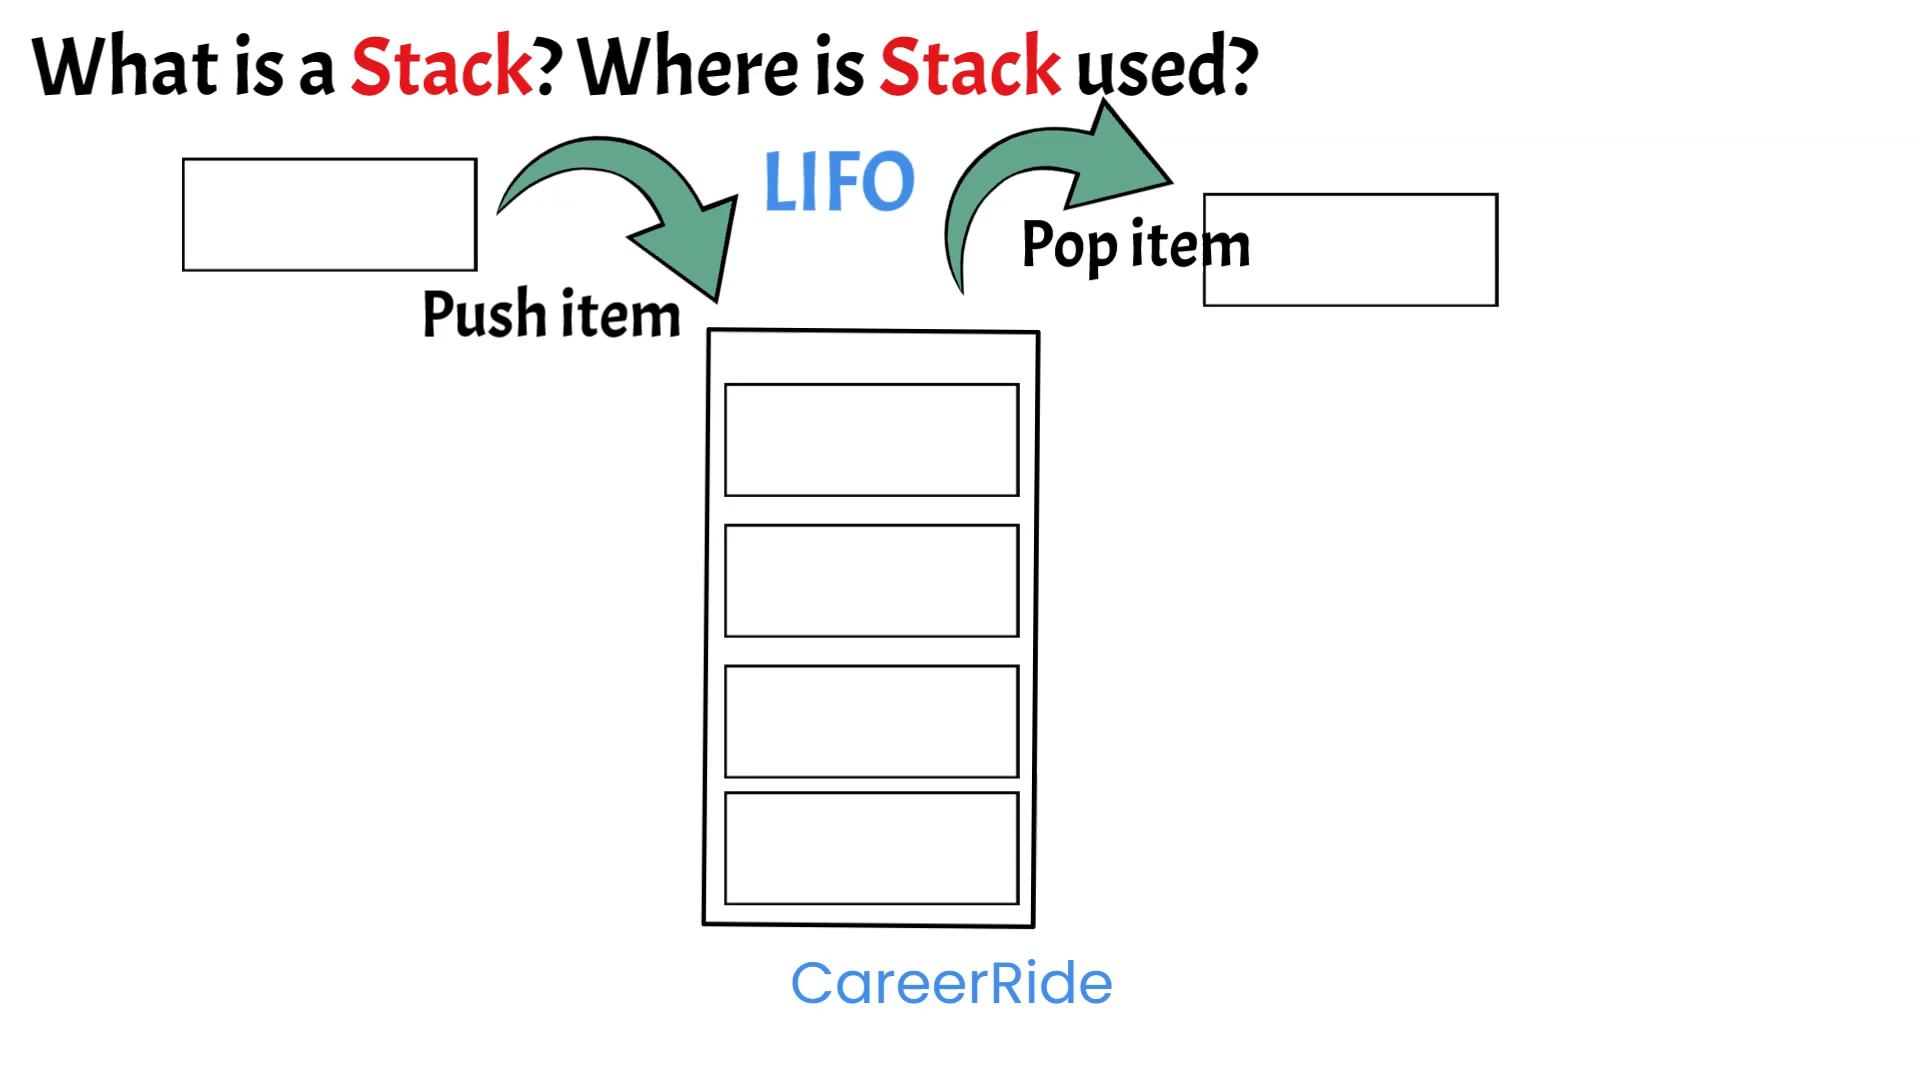 What is a Stack? Where is Stack used?
LIFO
Pop item
Push item
CareerRide